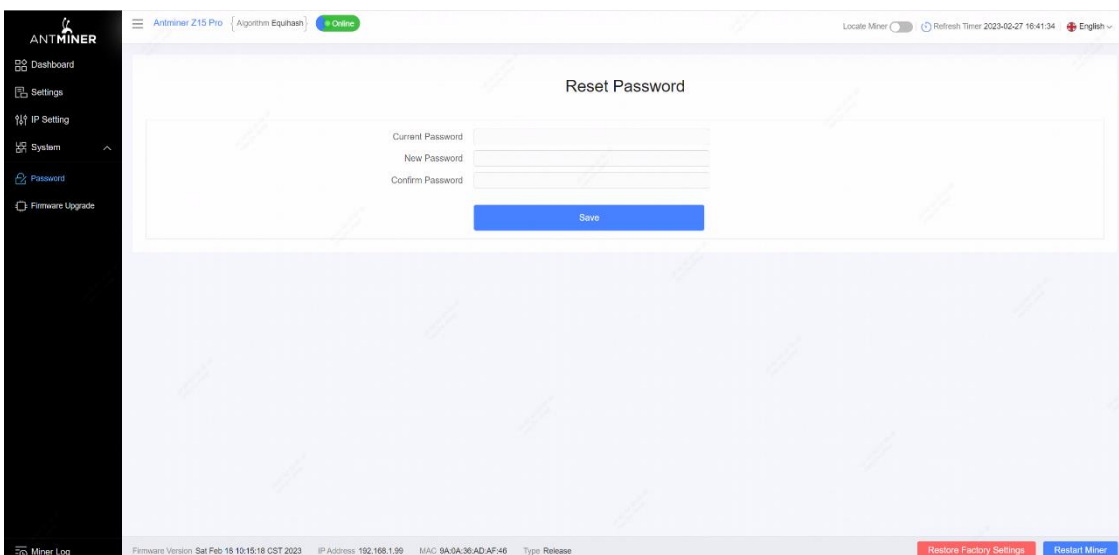 ANTMINER
Antminer Z15 Pro {Algorithm Equihash} Online
Locate Miner Refresh Timer 2023-02-27 16:41:34 English
Dashboard
Settings
IP Setting
System
Password
Firmware Upgrade
Reset Password
Current Password
New Password
Confirm Password
Save
Miner Log
Firmware Version Sat Feb 18 10:15:18 CST 2023 IP Address 192.168.1.99 MAC 9A:0A:36:AD:AF:46 Type Release
Restore Factory Settings Restart Miner